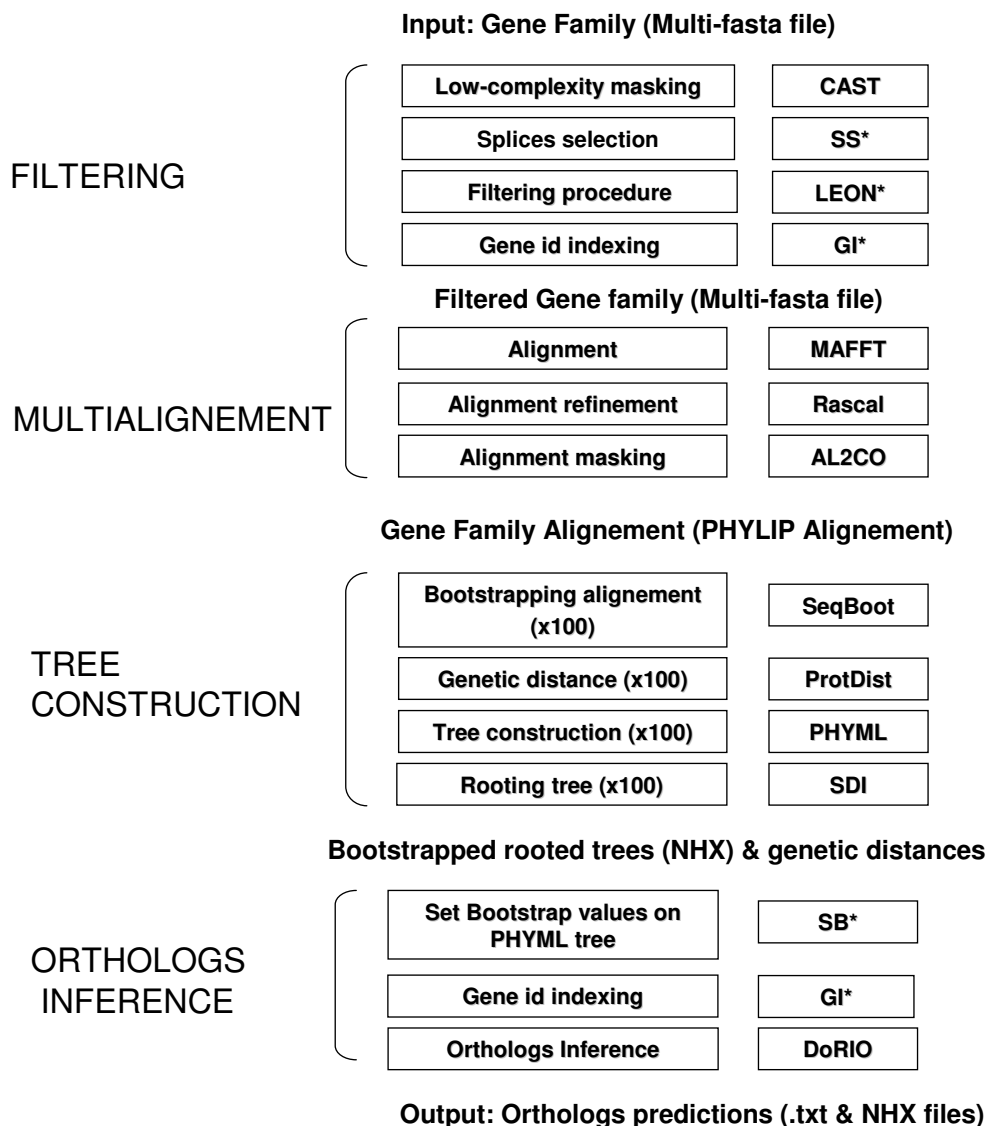 Input: Gene Family (Multi-fasta file)
FILTERING
Low-complexity masking
CAST
Splices selection
SS*
Filtering procedure
LEON*
Gene id indexing
GI*
Filtered Gene family (Multi-fasta file)
MULTIALIGNEMENT
Alignment
MAFFT
Alignment refinement
Rascal
Alignment masking
AL2CO
Gene Family Alignement (PHYLIP Alignement)
TREE
CONSTRUCTION
Bootstrapping alignement
(x100)
SeqBoot
Genetic distance (x100)
ProtDist
Tree construction (x100)
PHYML
Rooting tree (x100)
SDI
Bootstrapped rooted trees (NHX) & genetic distances
ORTHOLOGS
INFERENCE
Set Bootstrap values on
PHYML tree
SB*
Gene id indexing
GI*
Orthologs Inference
DoRIO
Output: Orthologs predictions (.txt & NHX files)